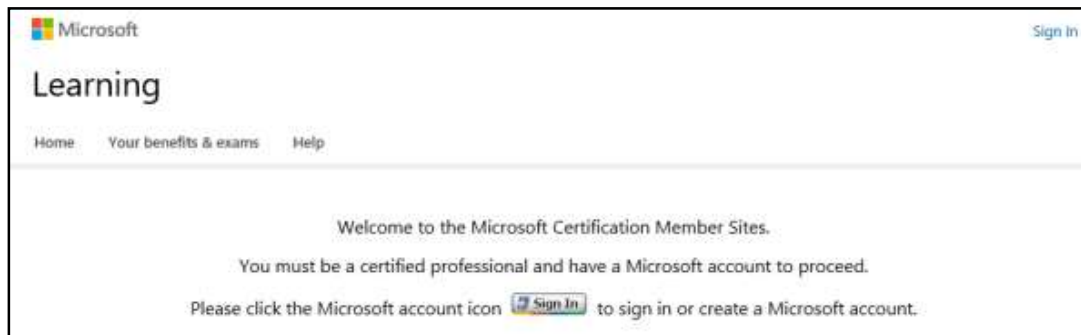 Microsoft
Sign In
Learning
Home Your benefits & exams Help
Welcome to the Microsoft Certification Member Sites.
You must be a certified professional and have a Microsoft account to proceed.
Please click the Microsoft account icon Sign In to sign in or create a Microsoft account.